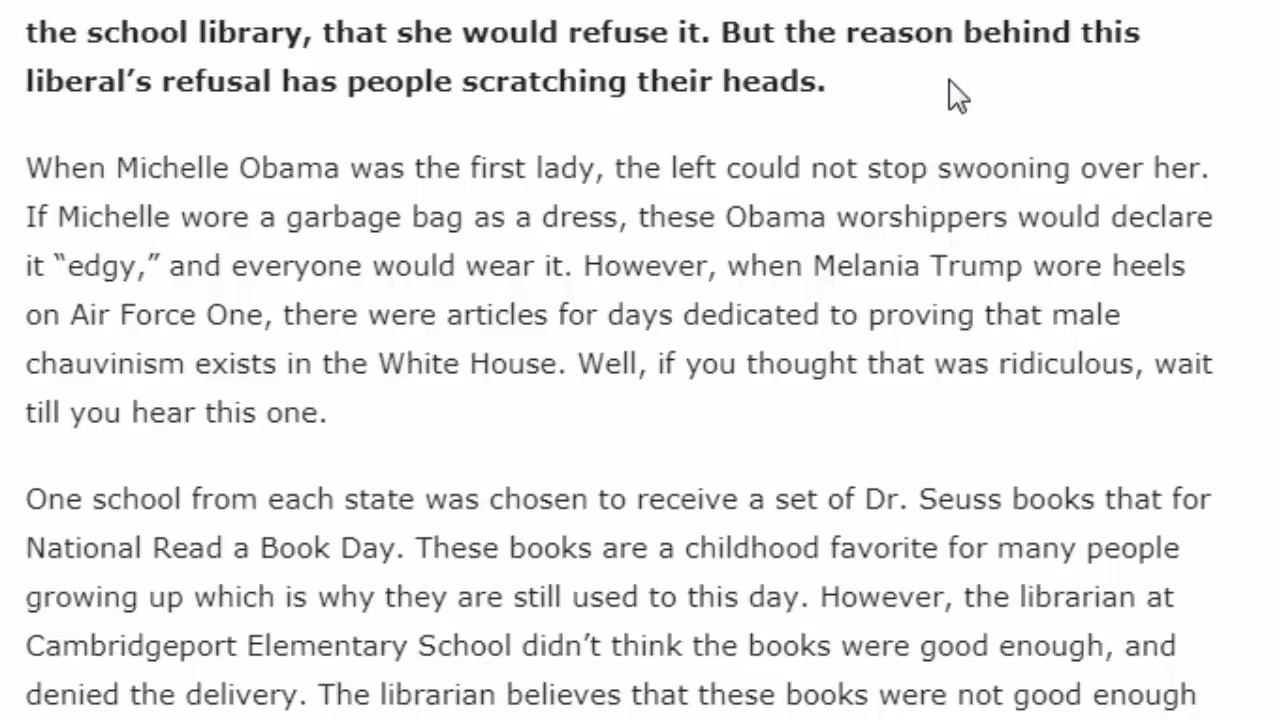 the school library, that she would refuse it. But the reason behind this
liberal’s refusal has people scratching their heads.
When Michelle Obama was the first lady, the left could not stop swooning over her.
If Michelle wore a garbage bag as a dress, these Obama worshippers would declare
it “edgy,” and everyone would wear it. However, when Melania Trump wore heels
on Air Force One, there were articles for days dedicated to proving that male
chauvinism exists in the White House. Well, if you thought that was ridiculous, wait
till you hear this one.
One school from each state was chosen to receive a set of Dr. Seuss books that for
National Read a Book Day. These books are a childhood favorite for many people
growing up which is why they are still used to this day. However, the librarian at
Cambridgeport Elementary School didn’t think the books were good enough, and
denied the delivery. The librarian believes that these books were not good enough